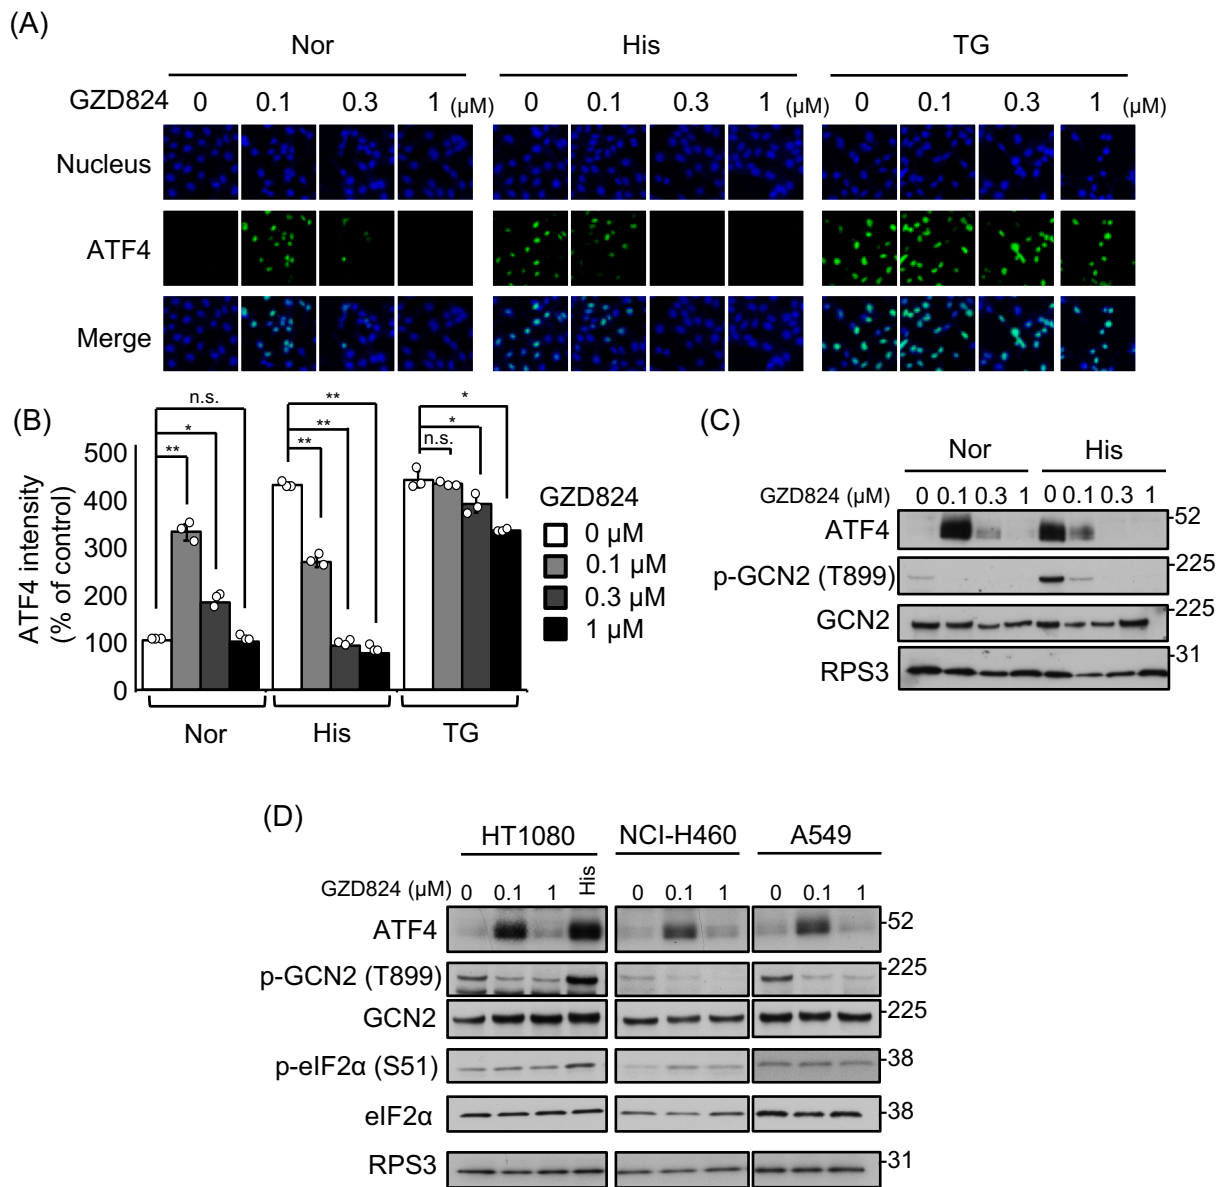 (A)
Nor His TG
GZD824 0 0.1 0.3 1 (μM) 0 0.1 0.3 1 (μM) 0 0.1 0.3 1 (μM)
Nucleus
ATF4
Merge
(B)
n.s. ** * **
* ** * 
** ** n.s.
ATF4 intensity
(% of control)
500
400
300
200
100
0
Nor His TG
GZD824
0 μM
0.1 μM
0.3 μM
1 μM
(C)
Nor His
GZD824 (μM) 0 0.1 0.3 1 0 0.1 0.3 1
ATF4 -52
p-GCN2 (T899) -225
GCN2 -225
RPS3 -31
(D)
HT1080 NCI-H460 A549
GZD824 (μM) 0 0.1 1 His 0 0.1 1 0 0.1 1
ATF4 -52
p-GCN2 (T899) -225
GCN2 -225
p-eIF2α (S51) -38
eIF2α -38
RPS3 -31